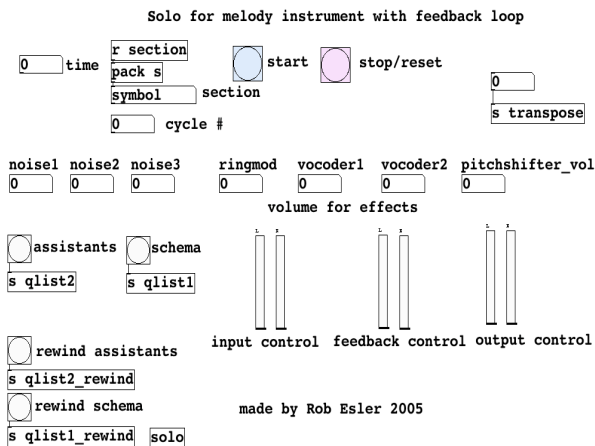 Solo for melody instrument with feedback loop
0 time
r section
pack s
symbol section
0 cycle #
start stop/reset
0
s transpose
noise1 noise2 noise3 ringmod vocoder1 vocoder2 pitchshifter_vol
0 0 0 0 0 0 0
volume for effects
assistants schema
s qlist2 s qlist1
L R L R L R
input control feedback control output control
rewind assistants
s qlist2_rewind
rewind schema
made by Rob Esler 2005
s qlist1_rewind solo